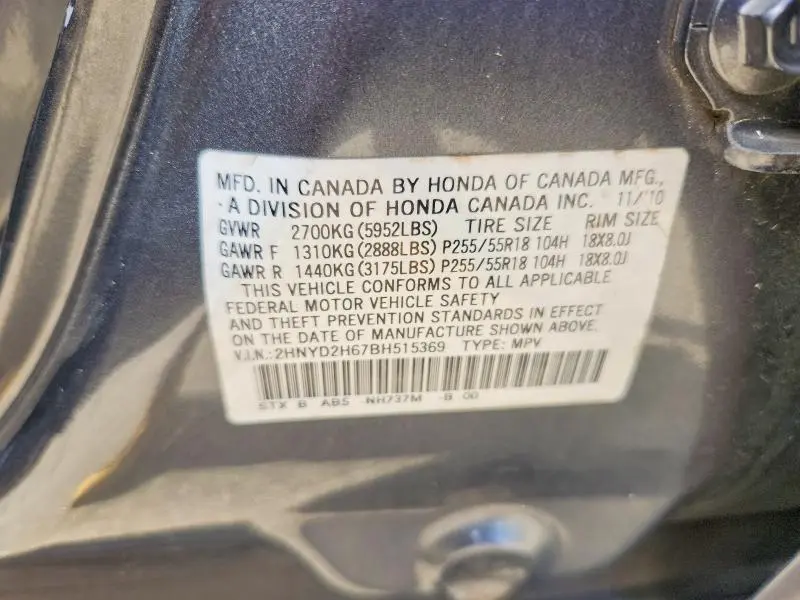 MFD. IN CANADA BY HONDA OF CANADA MFG.,
A DIVISION OF HONDA CANADA INC. 11/'10
GVWR 2700KG(5952LBS) TIRE SIZE RIM SIZE
GAWR F 1310KG(2888LBS) P255/55R18 104H 18X8.0J
GAWR R 1440KG(3175LBS) P255/55R18 104H 18X8.0J
THIS VEHICLE CONFORMS TO ALL APPLICABLE
FEDERAL MOTOR VEHICLE SAFETY
AND THEFT PREVENTION STANDARDS IN EFFECT
ON THE DATE OF MANUFACTURE SHOWN ABOVE.
V.I.N.:2HNYD2H67BH515369 TYPE: MPV
STX B ABS -NH737M -B 00